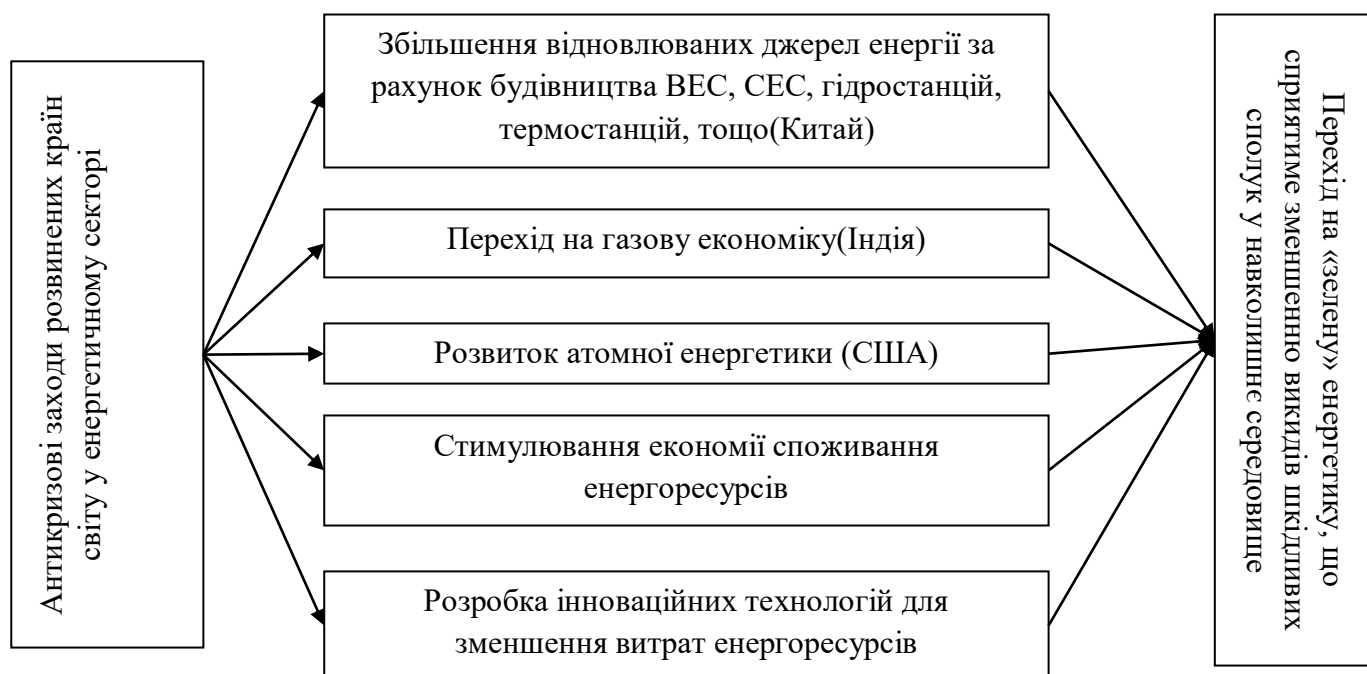 Антикризові заходи розвинених країн
світу у енергетичному секторі
Збільшення відновлюваних джерел енергії за
рахунок будівництва ВЕС, СЕС, гідростанцій,
термостанцій, тощо(Китай)
Перехід на газову економіку(Індія)
Розвиток атомної енергетики (США)
Стимулювання економії споживання
енергоресурсів
Розробка інноваційних технологій для
зменшення витрат енергоресурсів
Перехід на «зелену» енергетику, що
сприятиме зменшенню викидів шкідливих
сполук у навколишнє середовище